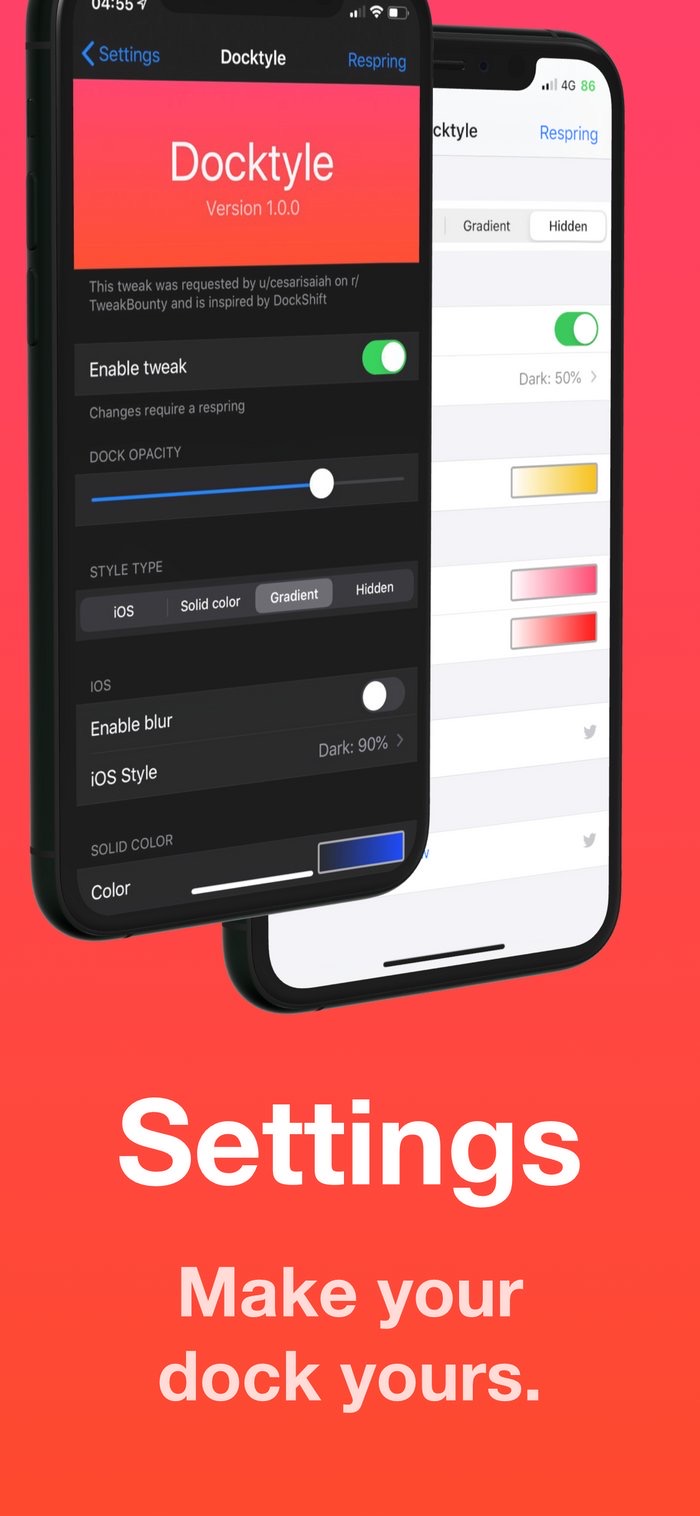 04:55
Settings
Docktyle
Respring
Docktyle
Version 1.0.0
This tweak was requested by u/cesarisaiah on r/
TweakBounty and is inspired by DockShift
Enable tweak
Changes require a respring
DOCK OPACITY
STYLE TYPE
iOS
Solid color
Gradient
Hidden
IOS
Enable blur
iOS Style
Dark: 90%
SOLID COLOR
Color
4G 86
cktyle
Respring
Gradient
Hidden
Dark: 50%
Settings
Make your
dock yours.